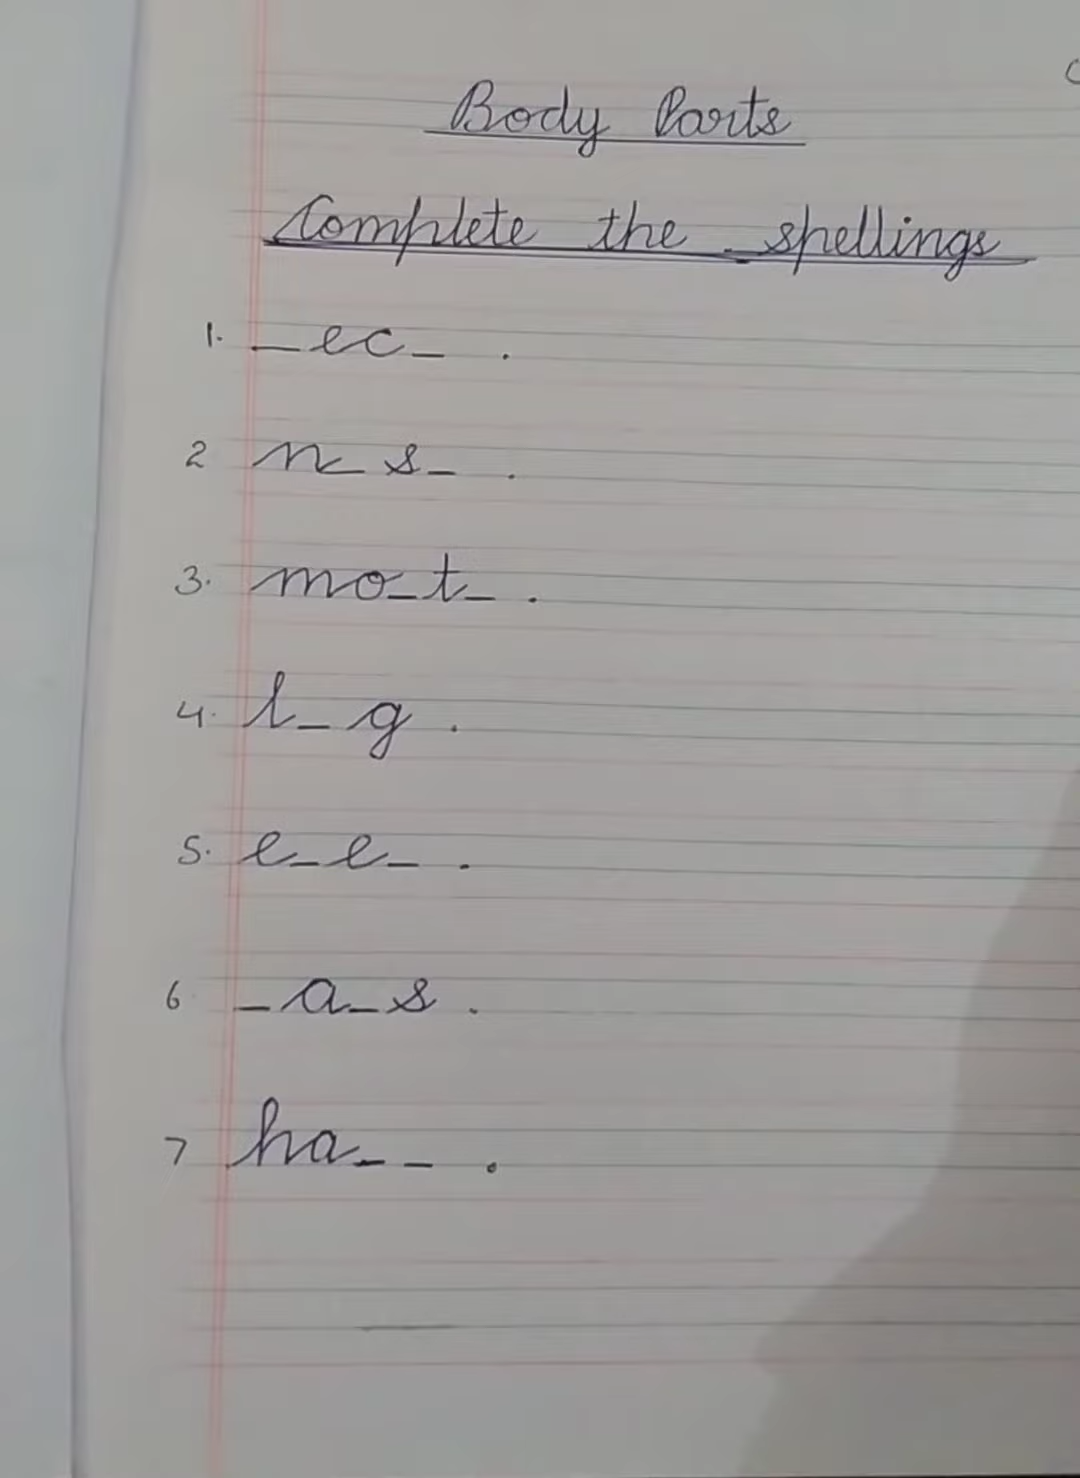 Body Parts
Complete the spellings
1. _ec_ .
2 n_s_ .
3. mo_t_ .
4. l_g .
5. e_e_ .
6 _a_s .
7 ha_ _ .